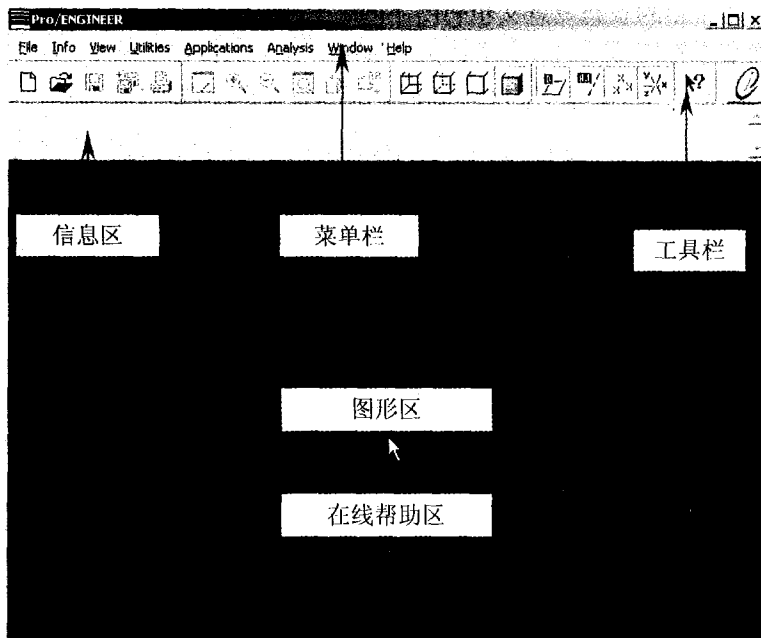 Pro/ENGINEER
File Info View Utilities Applications Analysis Window Help
信息区
菜单栏
工具栏
图形区
在线帮助区